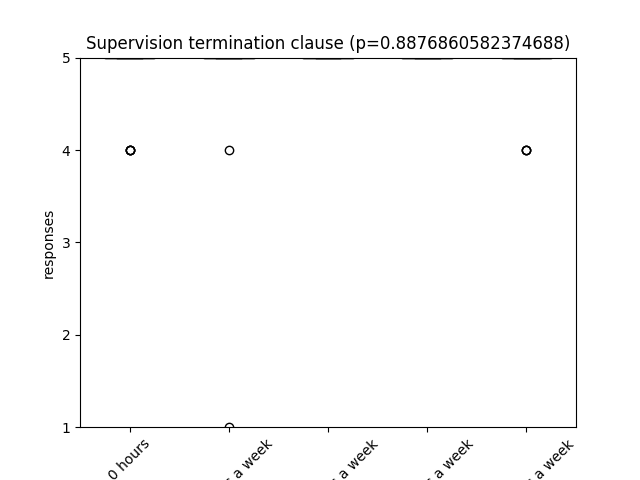 Supervision termination clause (p=0.8876860582374688)
5
4
3
2
1
responses
0 hours
s a week
a week
s a week
a week